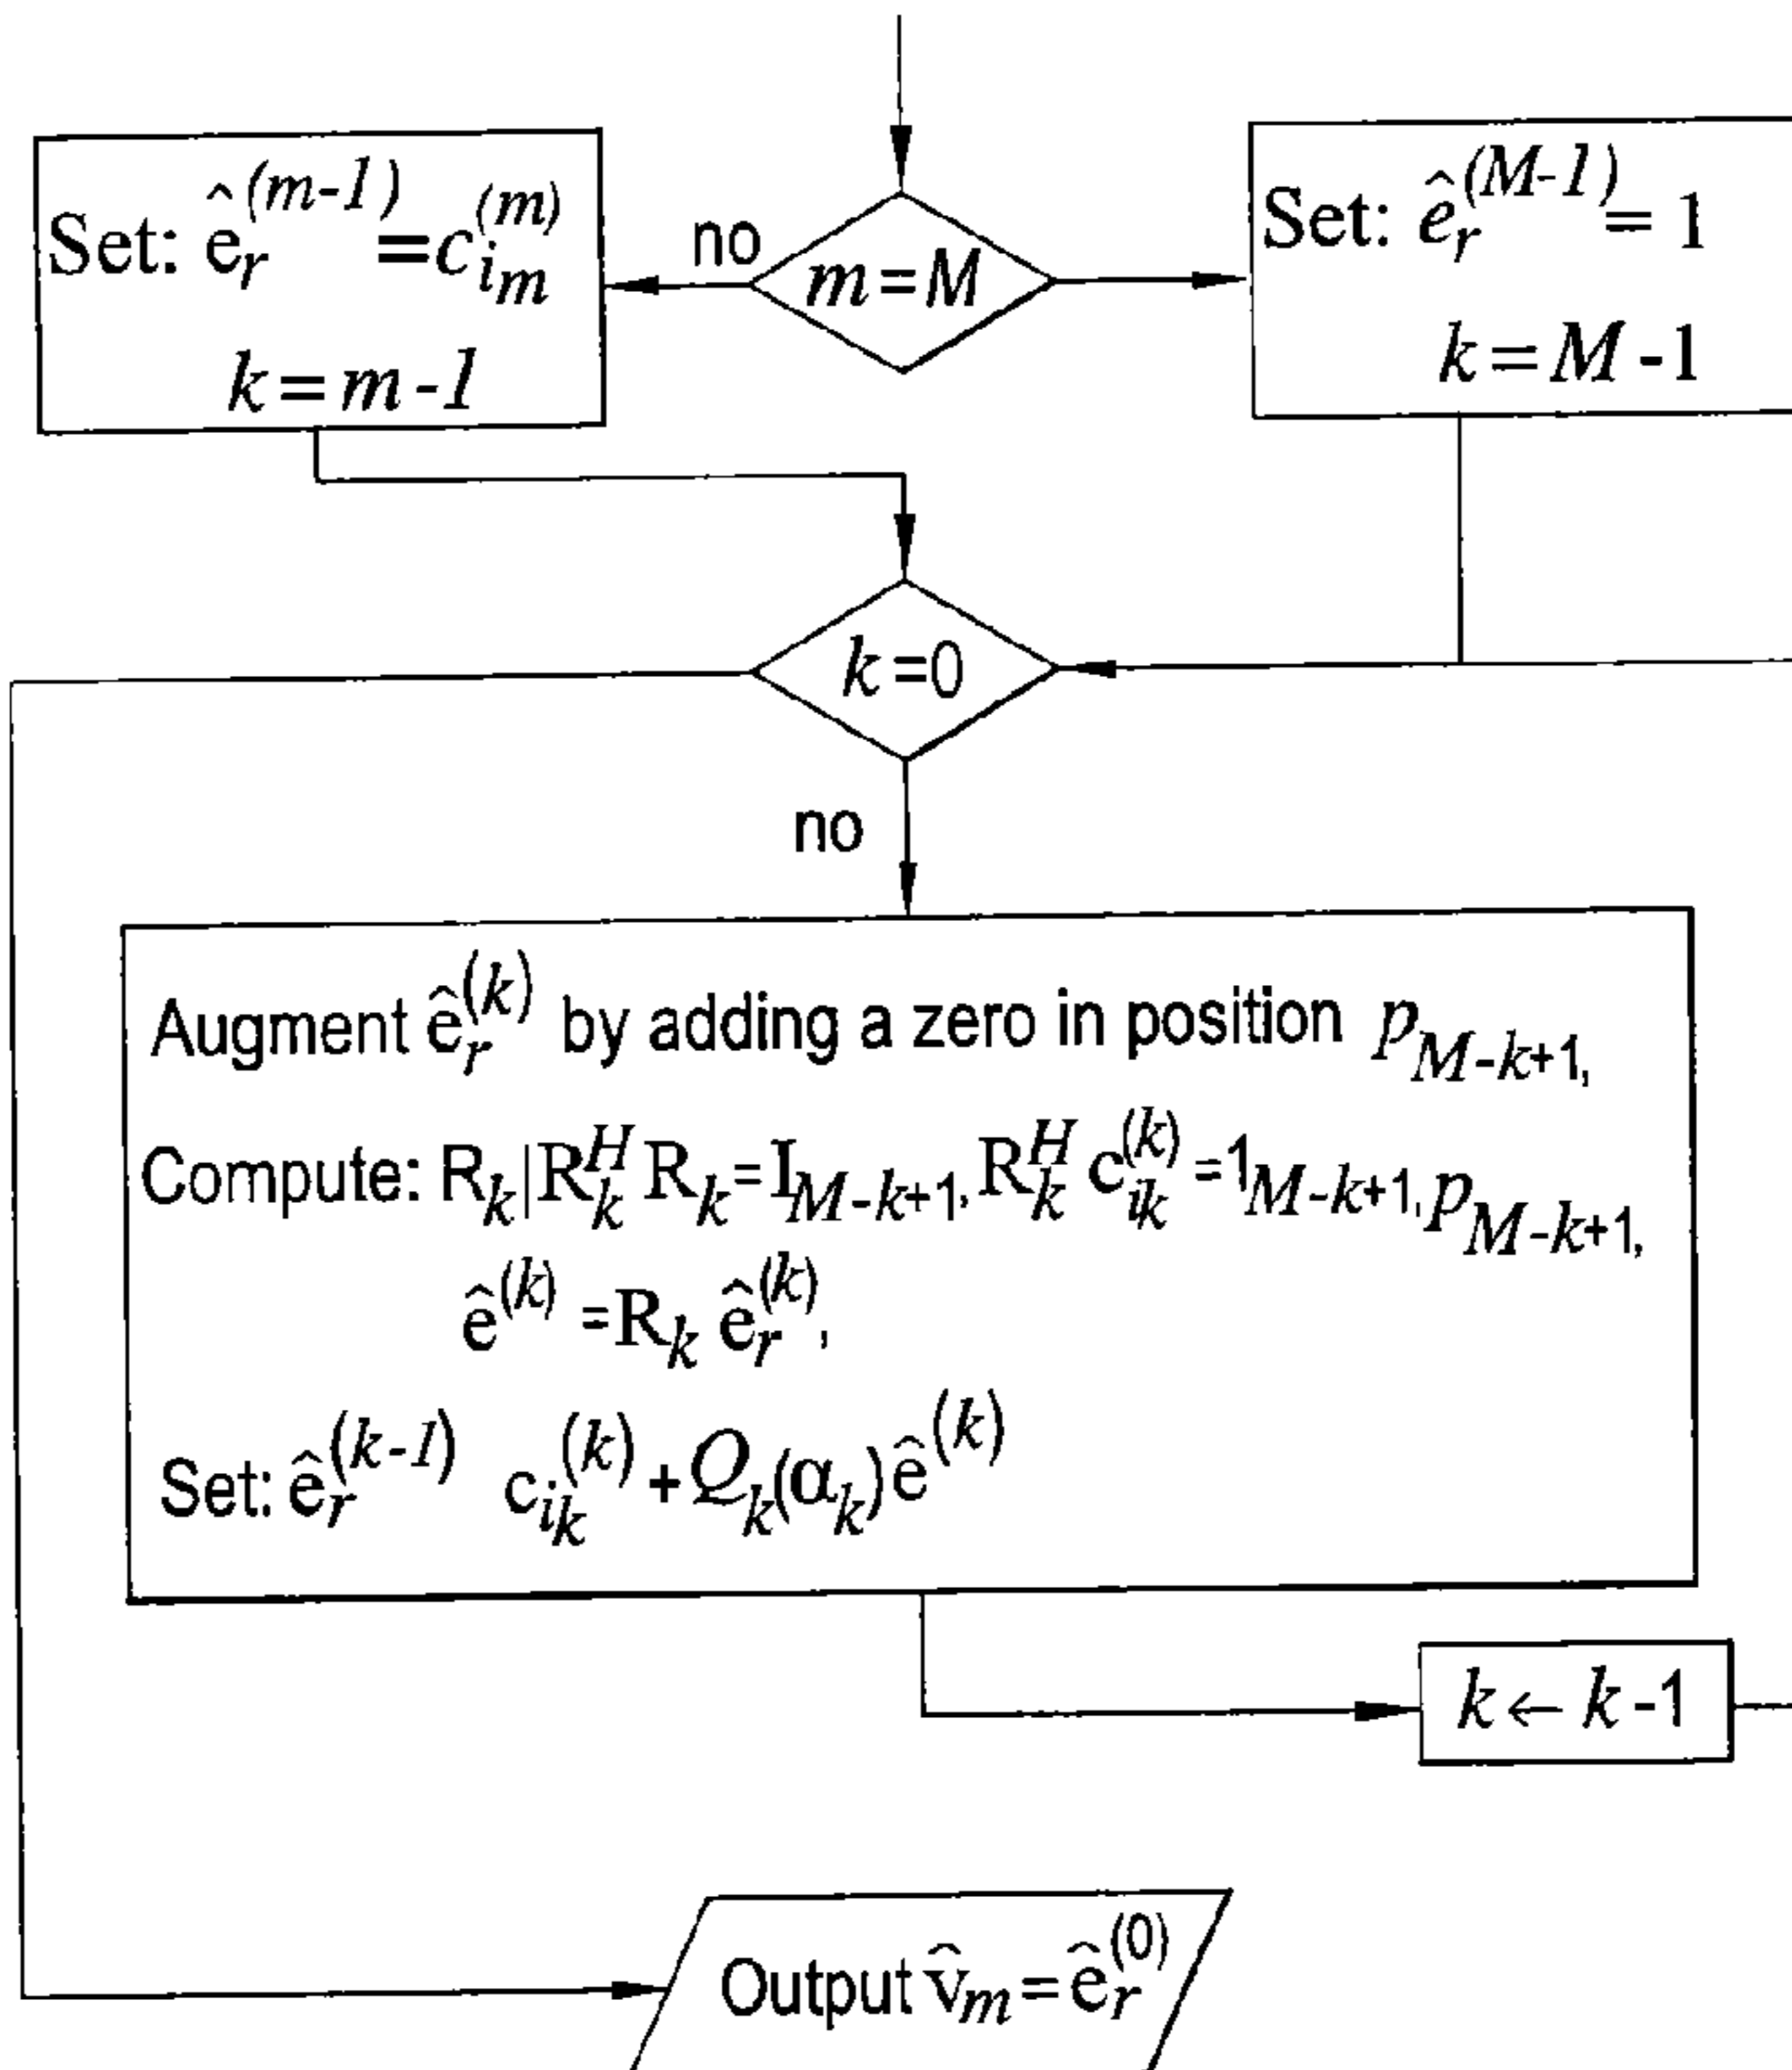 Set: ê_r^(m-1) = c_{i_m}^(m)
k = m-1
no
m = M
Set: ê_r^(M-1) = 1
k = M-1
k = 0
no
Augment ê_r^(k) by adding a zero in position p_{M-k+1},
Compute: R_k | R_k^H R_k = I_{M-k+1}, R_k^H c_{i_k}^(k) = 1_{M-k+1, p_{M-k+1}},
ê^(k) = R_k ê_r^(k),
Set: ê_r^(k-1) c_{i_k}^(k) + Q_k(α_k) ê^(k)
k ← k-1
Output v̂_m = ê_r^(0)